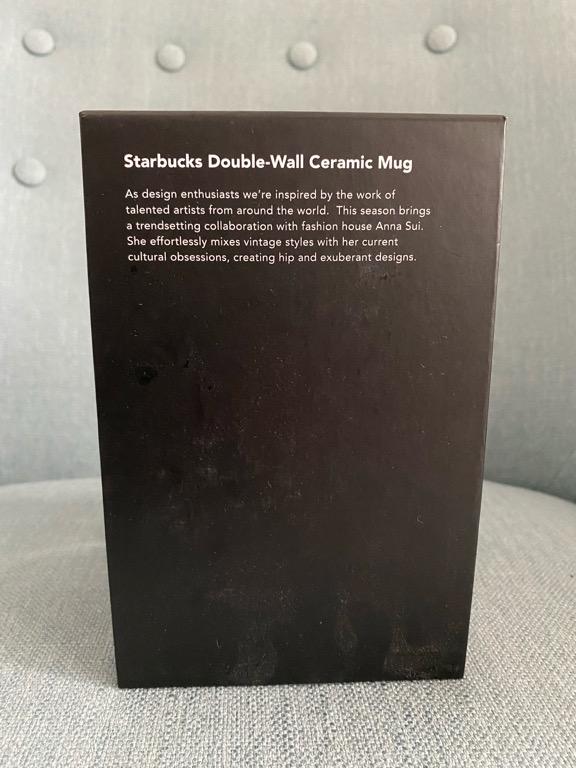 Starbucks Double-Wall Ceramic Mug
As design enthusiasts we're inspired by the work of
talented artists from around the world.  This season brings
a trendsetting collaboration with fashion house Anna Sui.
She effortlessly mixes vintage styles with her current
cultural obsessions, creating hip and exuberant designs.